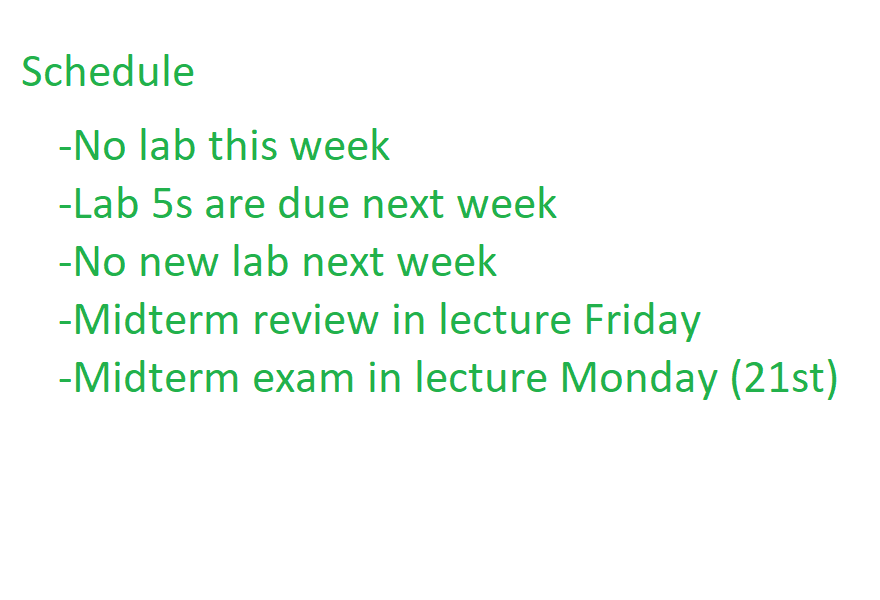 Schedule
-No lab this week
-Lab 5s are due next week
-No new lab next week
-Midterm review in lecture Friday
-Midterm exam in lecture Monday (21st)